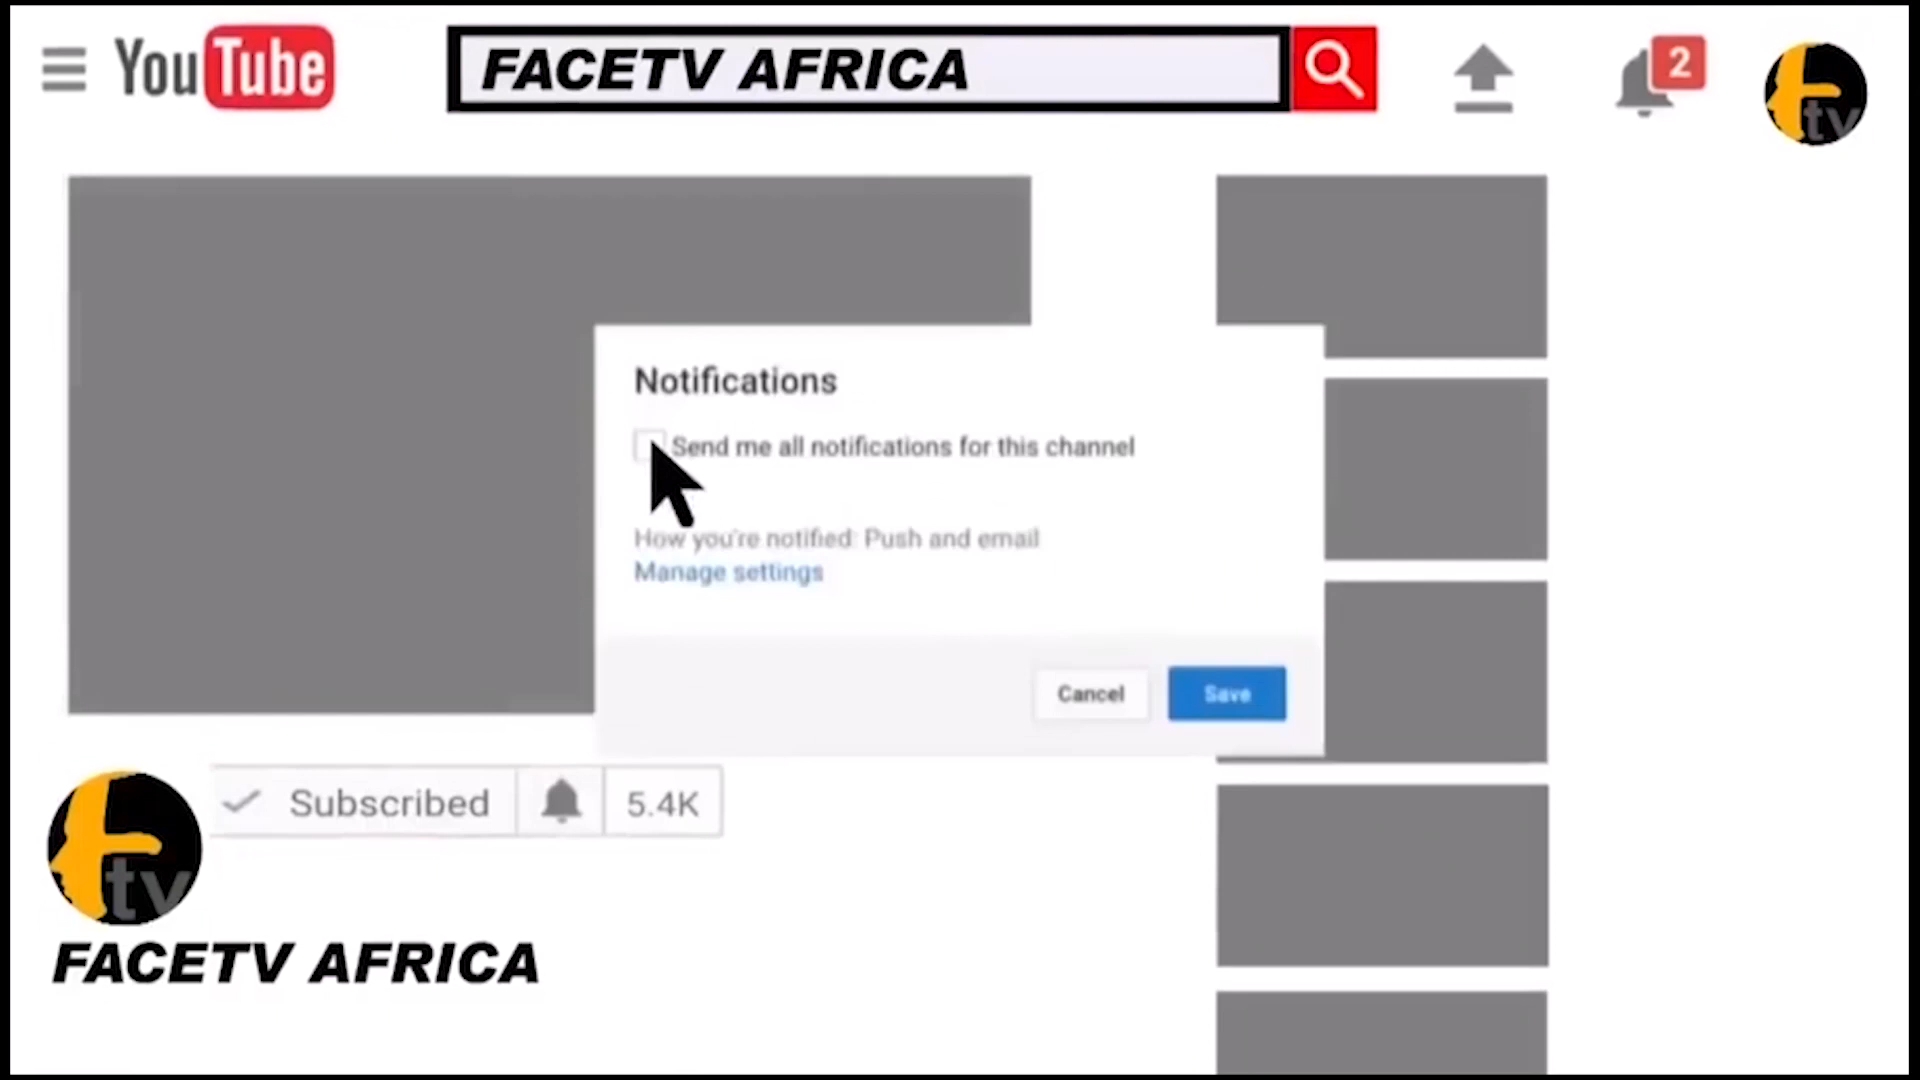 YouTube
FACETV AFRICA
2
tv
Notifications
Send me all notifications for this channel
How you're notified: Push and email
Manage settings
Cancel
Save
Subscribed
5.4K
tv
FACETV AFRICA